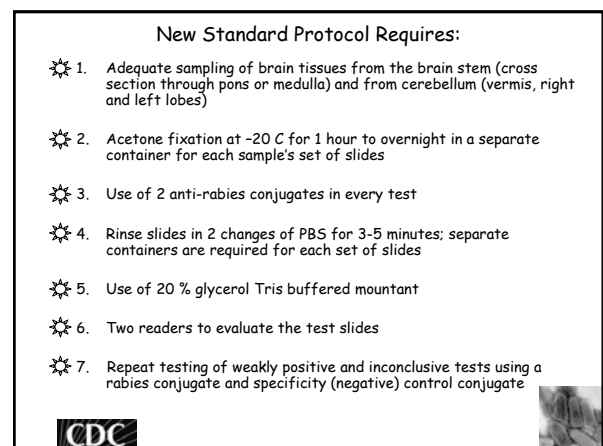 New Standard Protocol Requires:
1. Adequate sampling of brain tissues from the brain stem (cross
section through pons or medulla) and from cerebellum (vermis, right
and left lobes)
2. Acetone fixation at –20 C for 1 hour to overnight in a separate
container for each sample's set of slides
3. Use of 2 anti-rabies conjugates in every test
4. Rinse slides in 2 changes of PBS for 3-5 minutes; separate
containers are required for each set of slides
5. Use of 20 % glycerol Tris buffered mountant
6. Two readers to evaluate the test slides
7. Repeat testing of weakly positive and inconclusive tests using a
rabies conjugate and specificity (negative) control conjugate
CDC